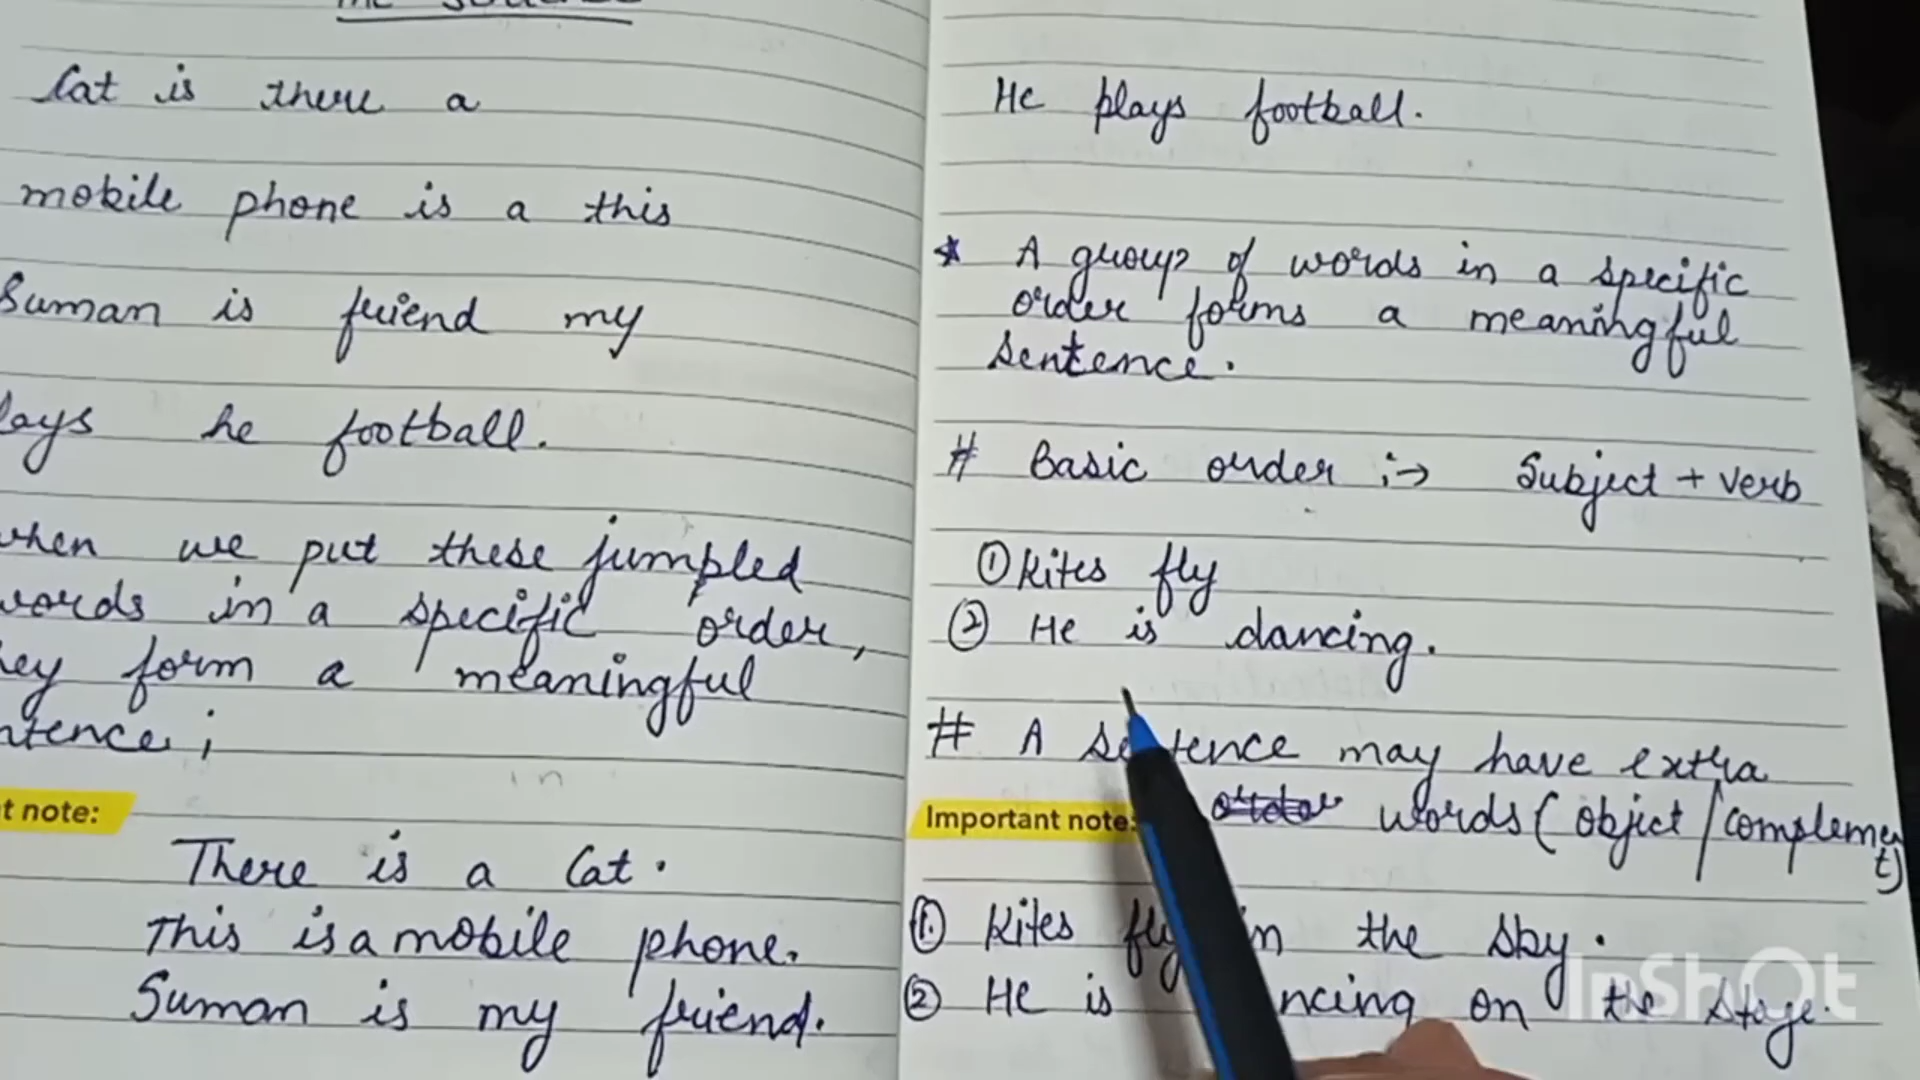 Cat is there a
mobile phone is a this
Suman is friend my
lays he football.
when we put these jumpled
words in a specific order,
hey form a meaningful
ntence;
t note:
There is a Cat.
This is a mobile phone.
Suman is my friend.
He plays football.
* A group of words in a specific
order forms a meaningful
sentence.
# Basic order :→ Subject + verb
① Kites fly
② He is dancing.
# A sentence may have extra
Important note:
words (object / complement)
①. Kites fly in the sky.
② He is ncing on the stage.
InShOt